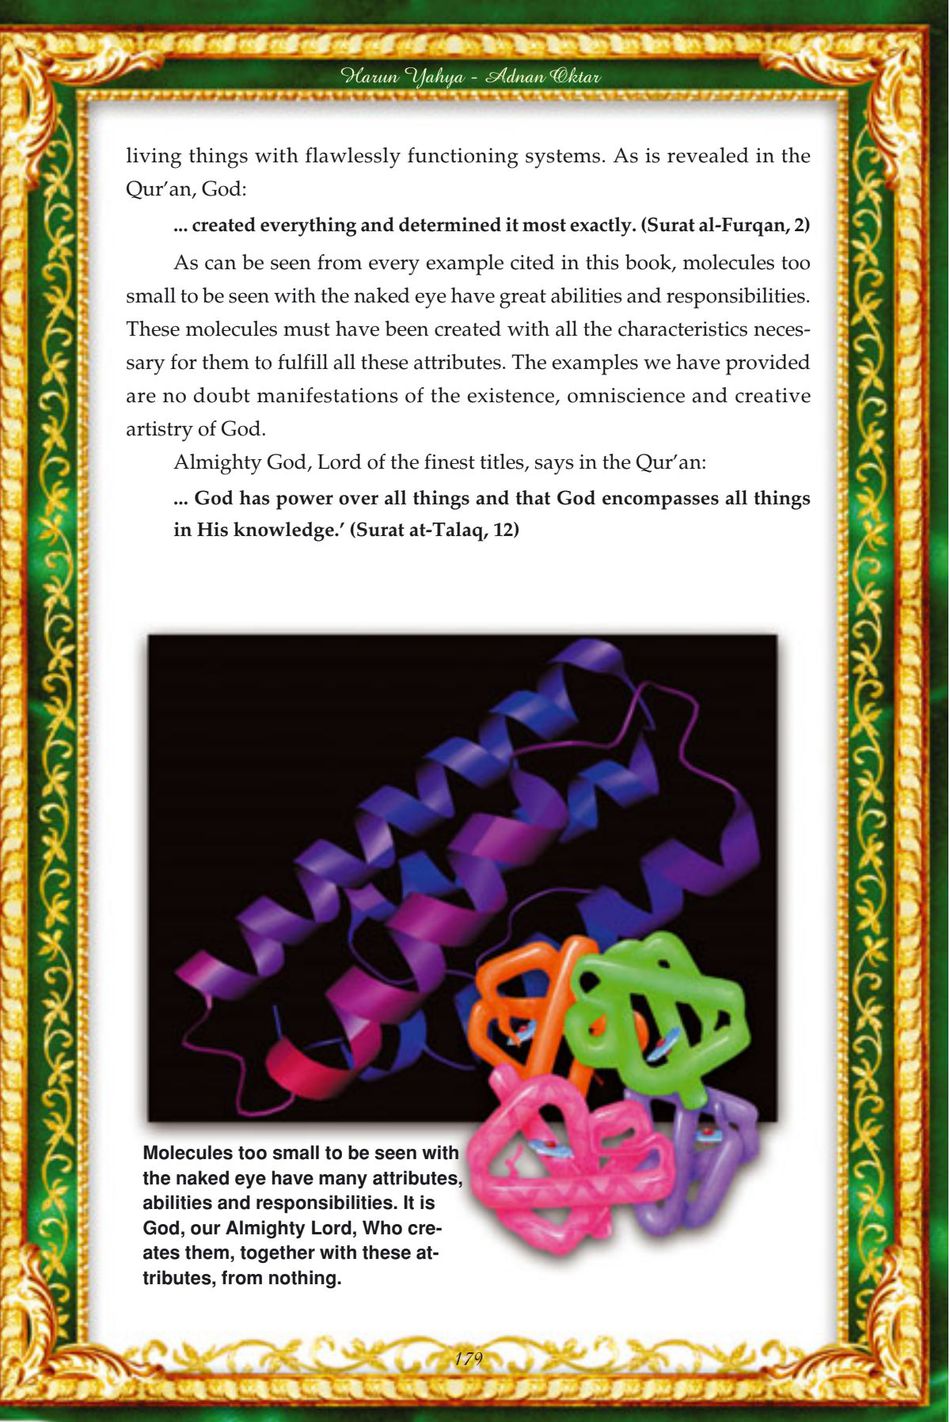 Harun Yahya - Adnan Oktar
living things with flawlessly functioning systems. As is revealed in the
Qur’an, God:
... created everything and determined it most exactly. (Surat al-Furqan, 2)
As can be seen from every example cited in this book, molecules too
small to be seen with the naked eye have great abilities and responsibilities.
These molecules must have been created with all the characteristics neces-
sary for them to fulfill all these attributes. The examples we have provided
are no doubt manifestations of the existence, omniscience and creative
artistry of God.
Almighty God, Lord of the finest titles, says in the Qur’an:
... God has power over all things and that God encompasses all things
in His knowledge.’ (Surat at-Talaq, 12)
Molecules too small to be seen with
the naked eye have many attributes,
abilities and responsibilities. It is
God, our Almighty Lord, Who cre-
ates them, together with these at-
tributes, from nothing.
179